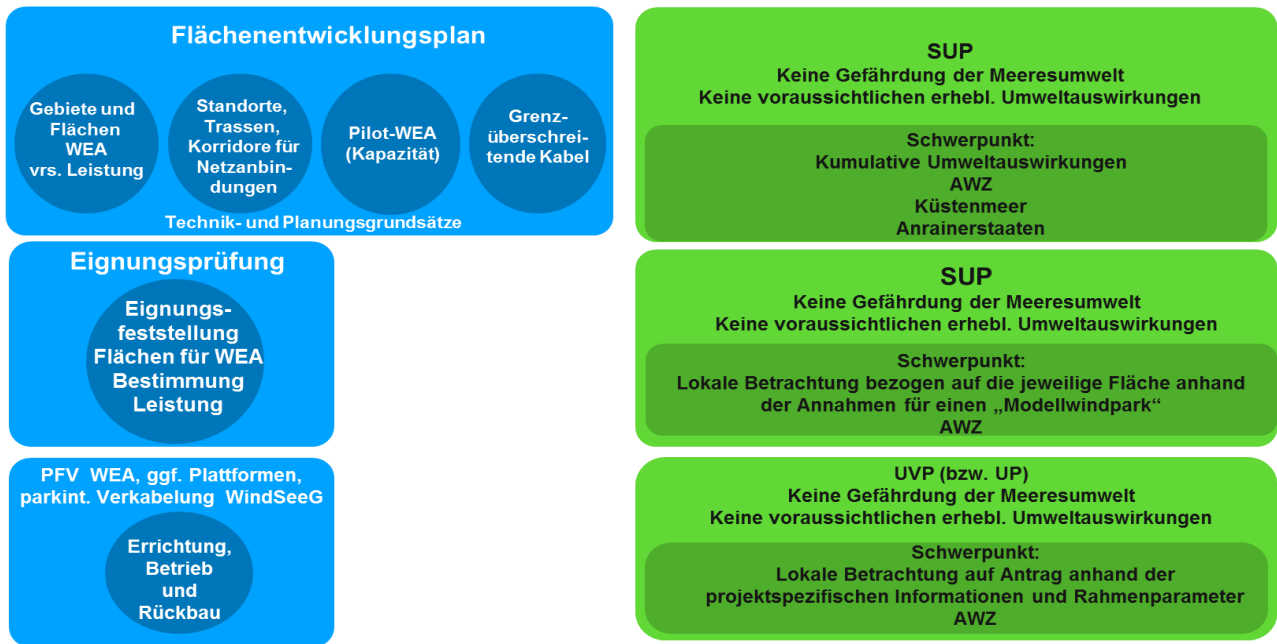 Flächenentwicklungsplan
Gebiete und
Flächen
WEA
vrs. Leistung
Standorte,
Trassen,
Korridore für
Netzanbin-
dungen
Pilot-WEA
(Kapazität)
Grenz-
überschrei-
tende Kabel
Technik- und Planungsgrundsätze
SUP
Keine Gefährdung der Meeresumwelt
Keine voraussichtlichen erhebl. Umweltauswirkungen
Schwerpunkt:
Kumulative Umweltauswirkungen
AWZ
Küstenmeer
Anrainerstaaten
Eignungsprüfung
Eignungs-
feststellung
Flächen für WEA
Bestimmung
Leistung
SUP
Keine Gefährdung der Meeresumwelt
Keine voraussichtlichen erhebl. Umweltauswirkungen
Schwerpunkt:
Lokale Betrachtung bezogen auf die jeweilige Fläche anhand
der Annahmen für einen „Modellwindpark“
AWZ
PFV WEA, ggf. Plattformen,
parkint. Verkabelung WindSeeG
Errichtung,
Betrieb
und
Rückbau
UVP (bzw. UP)
Keine Gefährdung der Meeresumwelt
Keine voraussichtlichen erhebl. Umweltauswirkungen
Schwerpunkt:
Lokale Betrachtung auf Antrag anhand der
projektspezifischen Informationen und Rahmenparameter
AWZ